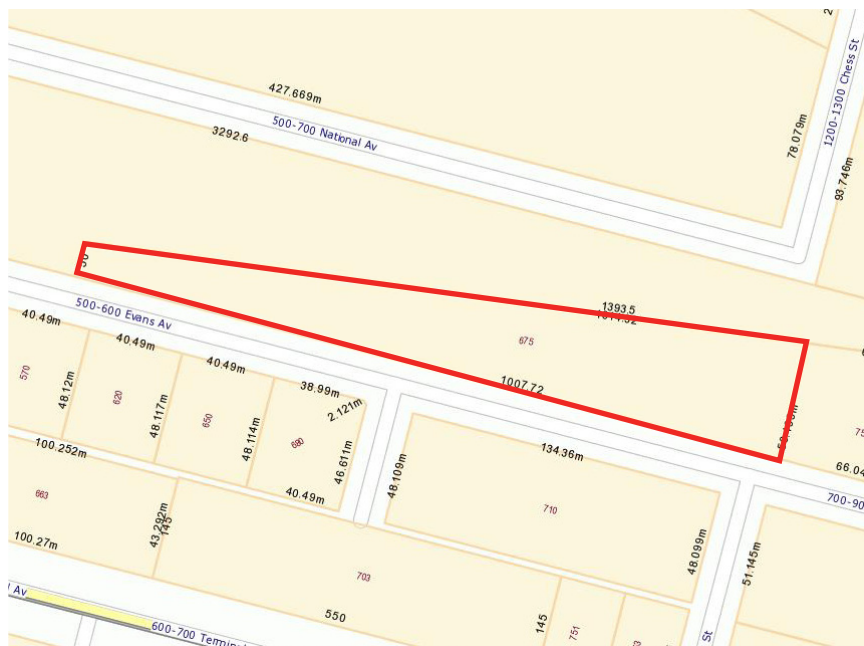 427.669m
500-700 National Av
3292.6
78.079m
1200-1300 Chess St
93.746m
1393.5
675
1007.72
500-600 Evans Av
40.49m
40.49m
40.49m
38.99m
2.121m
570
48.12m
620
48.117m
650
48.114m
680
46.611m
48.109m
134.36m
66.04
700-90
100.252m
40.49m
710
663
43.292m
145
48.099m
51.145m
100.27m
703
550
145
751
St
Av
600-700 Termin